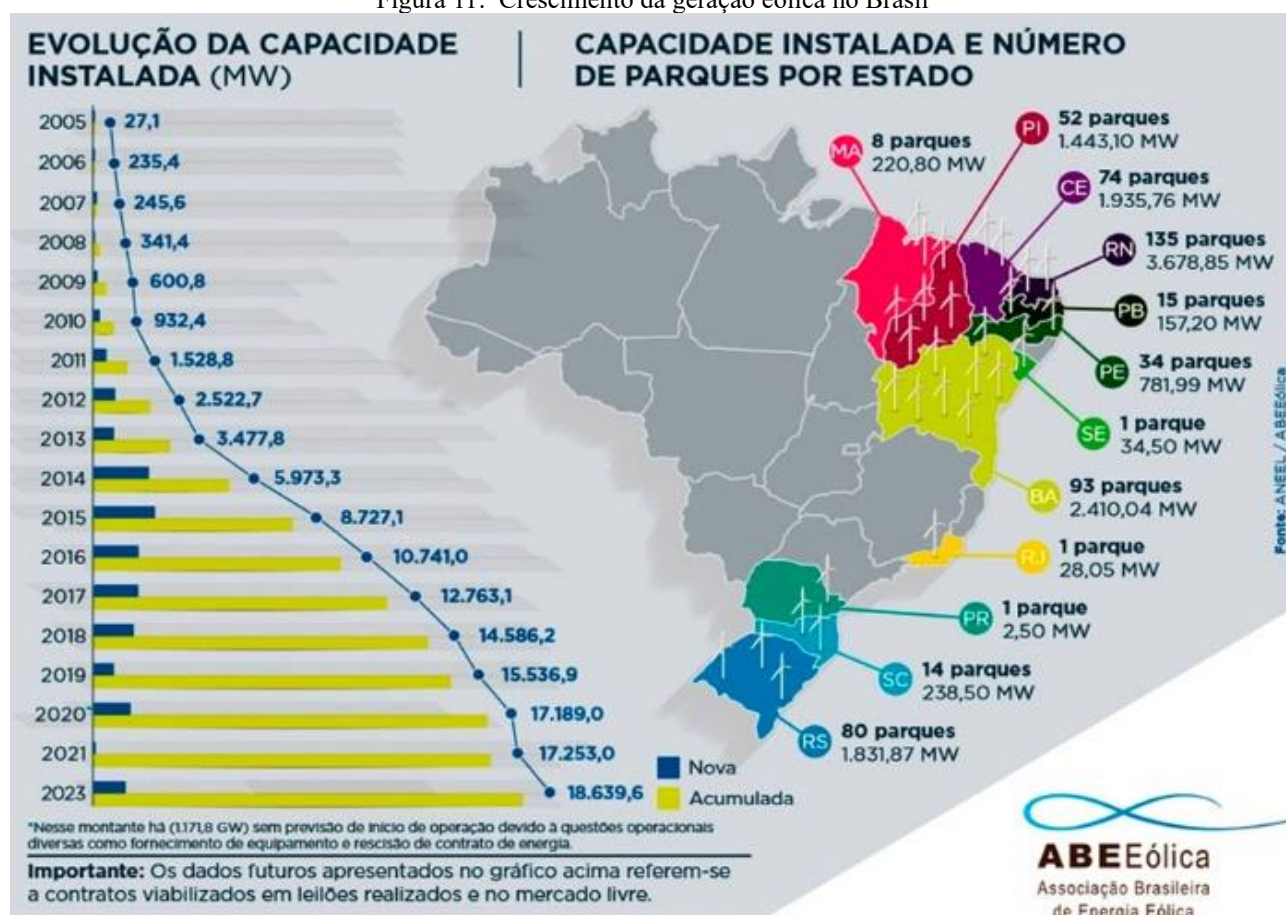 Figura 11: Crescimento da geração eólica no Brasil
EVOLUÇÃO DA CAPACIDADE
INSTALADA (MW)
2005 27,1
2006 235,4
2007 245,6
2008 341,4
2009 600,8
2010 932,4
2011 1.528,8
2012 2.522,7
2013 3.477,8
2014 5.973,3
2015 8.727,1
2016 10.741,0
2017 12.763,1
2018 14.586,2
2019 15.536,9
2020* 17.189,0
2021 17.253,0
2023 18.639,6
Nova
Acumulada
*Nesse montante há (1.171,8 GW) sem previsão de início de operação devido à questões operacionais
diversas como fornecimento de equipamento e rescisão de contrato de energia.
Importante: Os dados futuros apresentados no gráfico acima referem-se
a contratos viabilizados em leilões realizados e no mercado livre.
CAPACIDADE INSTALADA E NÚMERO
DE PARQUES POR ESTADO
MA 8 parques
220,80 MW
PI 52 parques
1.443,10 MW
CE 74 parques
1.935,76 MW
RN 135 parques
3.678,85 MW
PB 15 parques
157,20 MW
PE 34 parques
781,99 MW
SE 1 parque
34,50 MW
BA 93 parques
2.410,04 MW
RJ 1 parque
28,05 MW
PR 1 parque
2,50 MW
SC 14 parques
238,50 MW
RS 80 parques
1.831,87 MW
Fonte: ANEEL / ABEEólica
ABEEólica
Associação Brasileira
de Energia Eólica